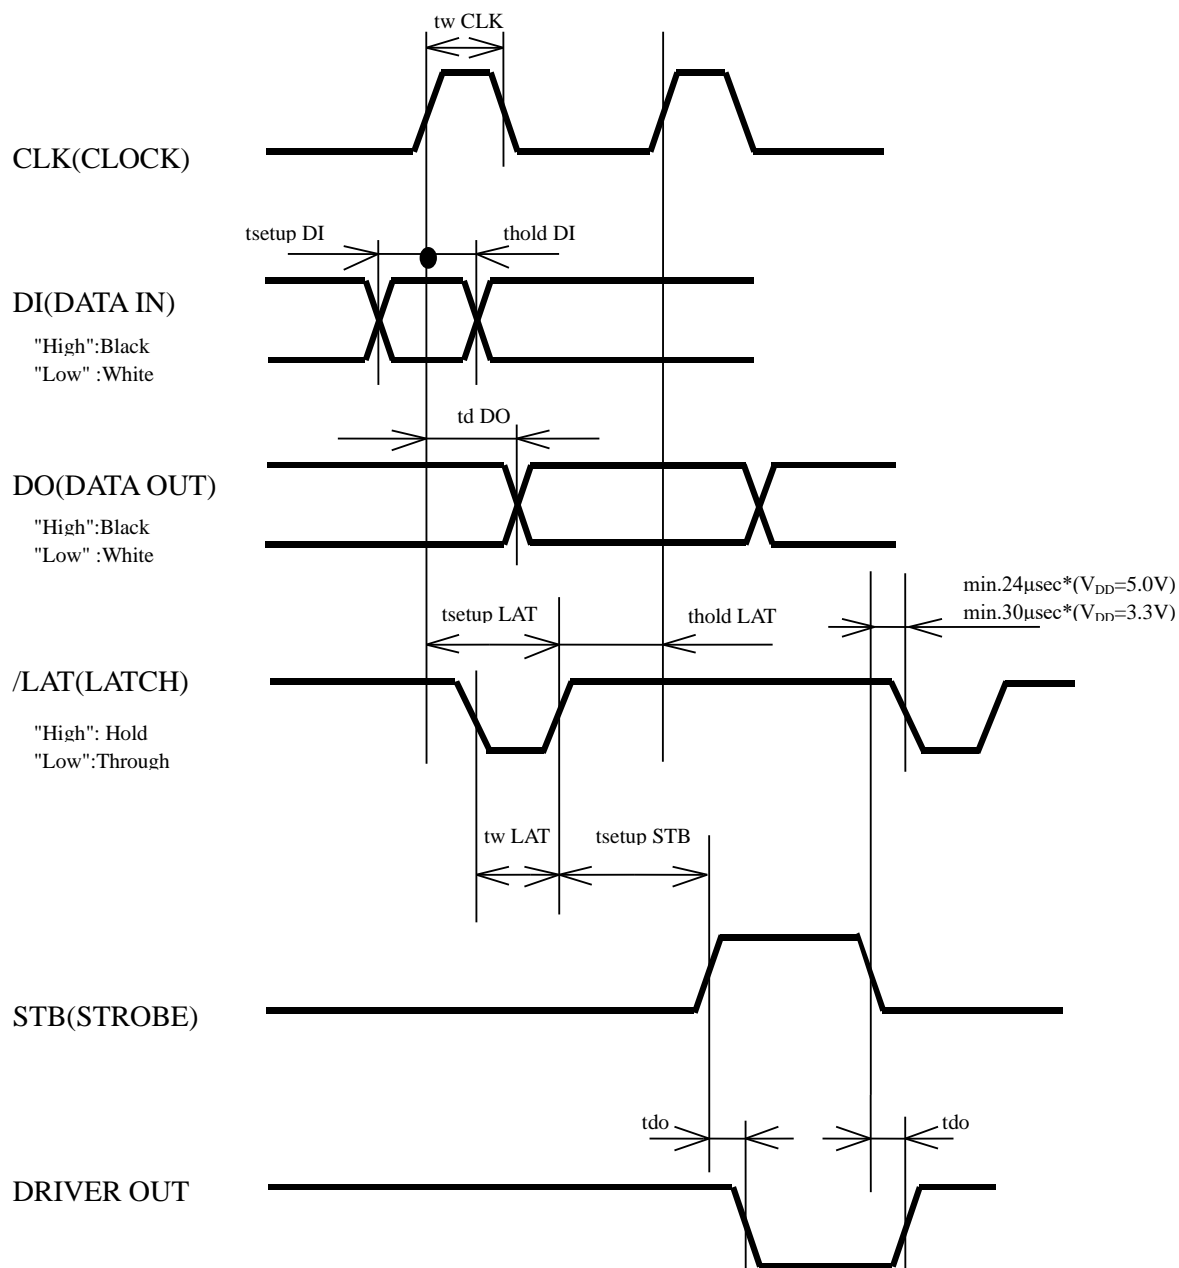 tw CLK
CLK(CLOCK)
tsetup DI
thold DI
DI(DATA IN)
"High":Black
"Low" :White
td DO
DO(DATA OUT)
"High":Black
"Low" :White
min.24μsec*(VDD=5.0V)
min.30μsec*(VDD=3.3V)
tsetup LAT
thold LAT
/LAT(LATCH)
"High": Hold
"Low":Through
tw LAT
tsetup STB
STB(STROBE)
tdo
tdo
DRIVER OUT